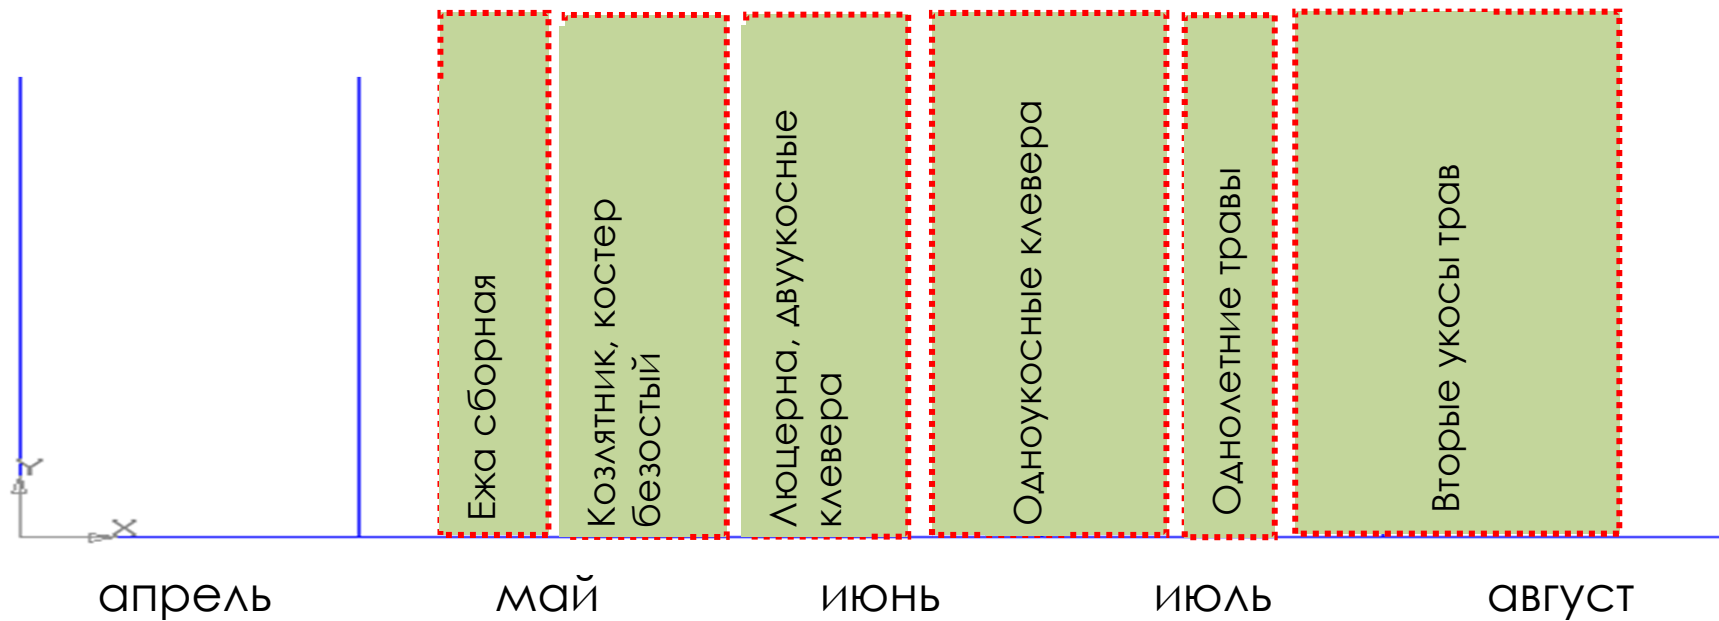 Ежа сборная
Козлятник, костер
безостый
Люцерна, двуукосные
клевера
Одноукосные клевера
Однолетние травы
Вторые укосы трав
Y
X
апрель
май
июнь
июль
август